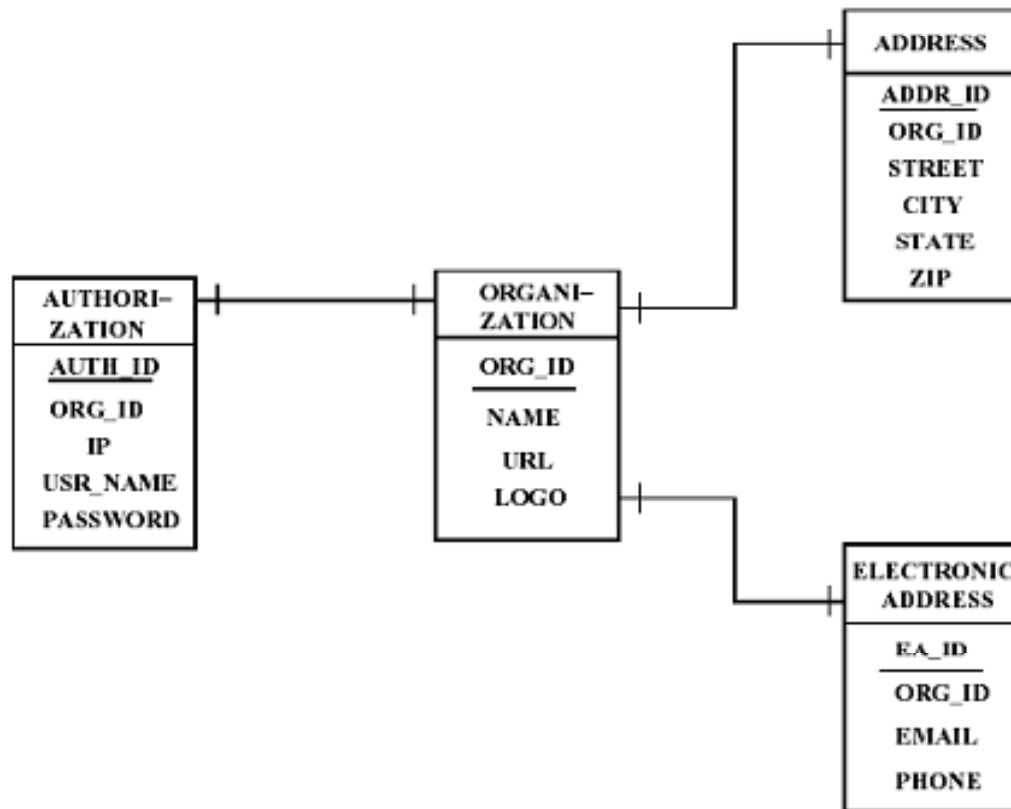 ADDRESS
ADDR_ID
ORG_ID
STREET
CITY
STATE
ZIP
AUTHORI–
ZATION
AUTH_ID
ORG_ID
IP
USR_NAME
PASSWORD
ORGANI–
ZATION
ORG_ID
NAME
URL
LOGO
ELECTRONIC
ADDRESS
EA_ID
ORG_ID
EMAIL
PHONE